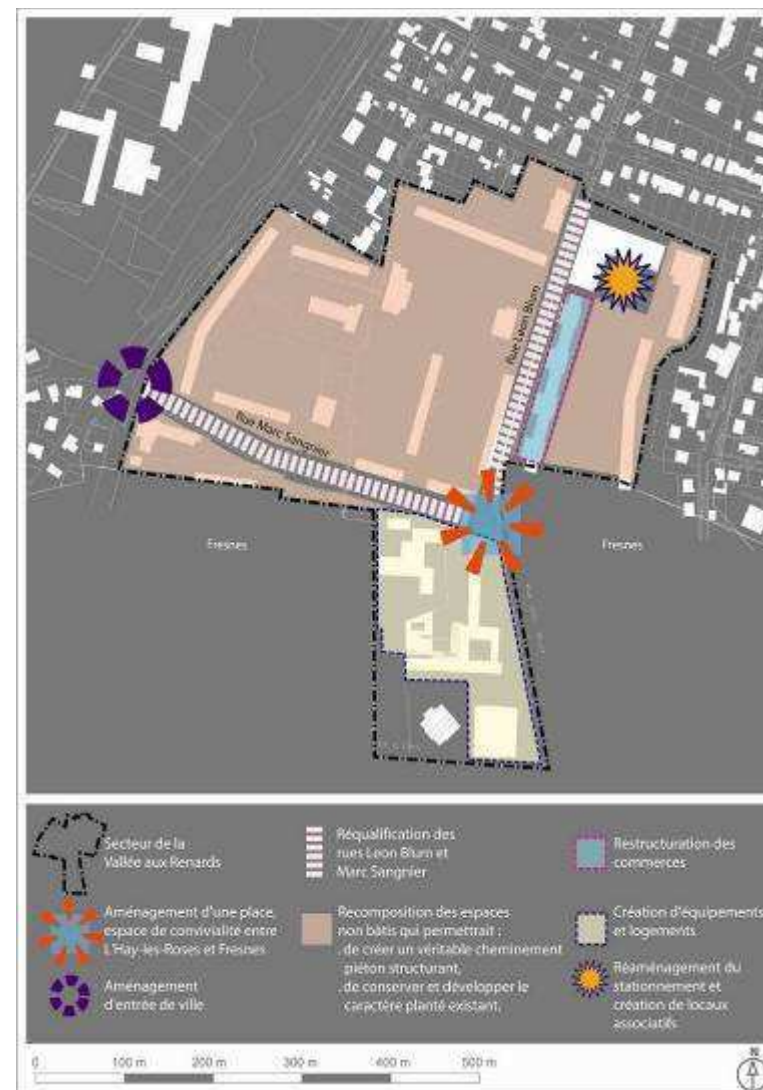 Rue Leon Blum
Rue Marc Sangnier
Fresnes
Fresnes
Secteur de la
Vallée aux Renards
Réqualification des
rues Leon Blum et
Marc Sangnier
Restructuration des
commerces
Aménagement d'une place,
espace de convivialité entre
L'Hay-les-Roses et Fresnes
Recomposition des espaces
non bâtis qui permettrait :
. de créer un véritable cheminement
piéton structurant,
. de conserver et développer le
caractère planté existant,
Création d'équipements
et logements
Aménagement
d'entrée de ville
Réaménagement du
stationnement et
création de locaux
associatifs
0 100 m 200 m 300 m 400 m 500 m
N